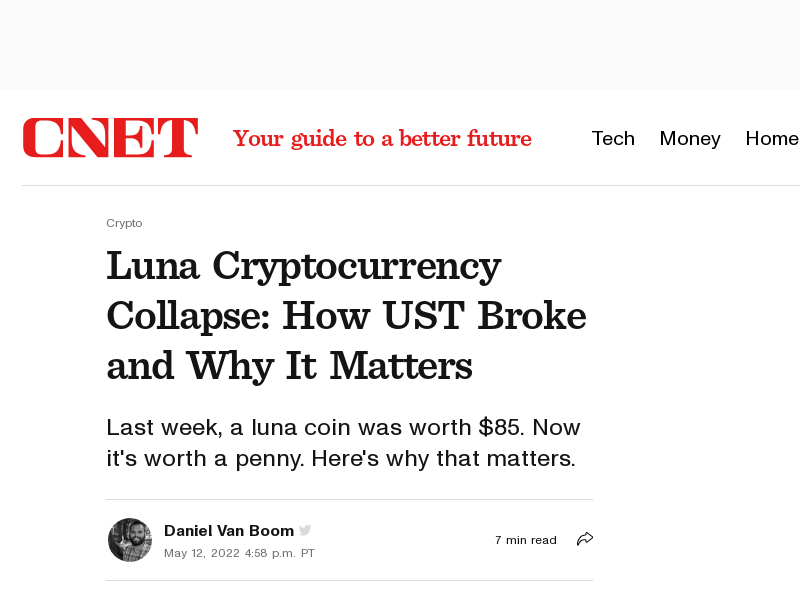 CNET
Your guide to a better future
Tech Money Home
Crypto
Luna Cryptocurrency
Collapse: How UST Broke
and Why It Matters
Last week, a luna coin was worth $85. Now
it's worth a penny. Here's why that matters.
Daniel Van Boom
May 12, 2022 4:58 p.m. PT
7 min read